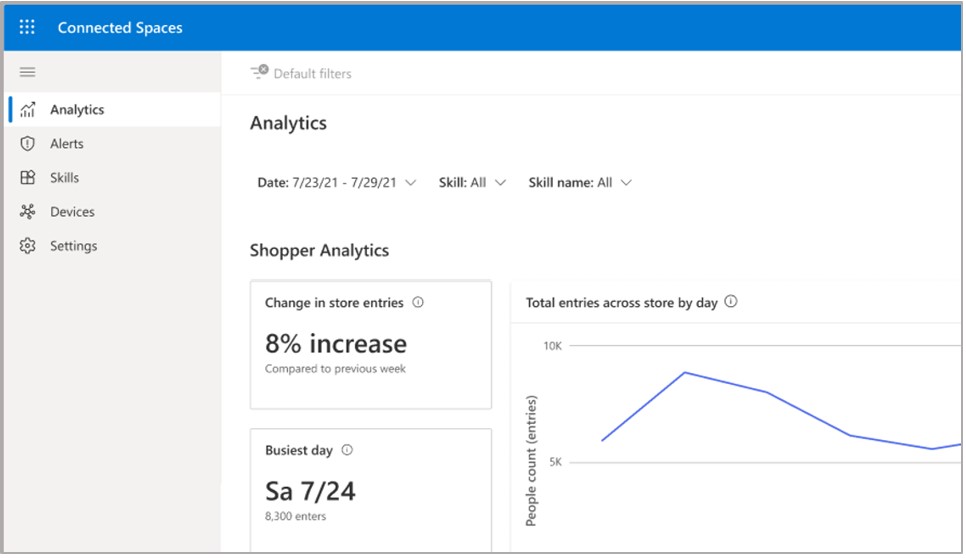 Connected Spaces
Default filters
Analytics
Alerts
Skills
Devices
Settings
Analytics
Date: 7/23/21 - 7/29/21 Skill: All Skill name: All
Shopper Analytics
Change in store entries
8% increase
Compared to previous week
Busiest day
Sa 7/24
8,300 enters
Total entries across store by day
10K
5K
People count (entries)